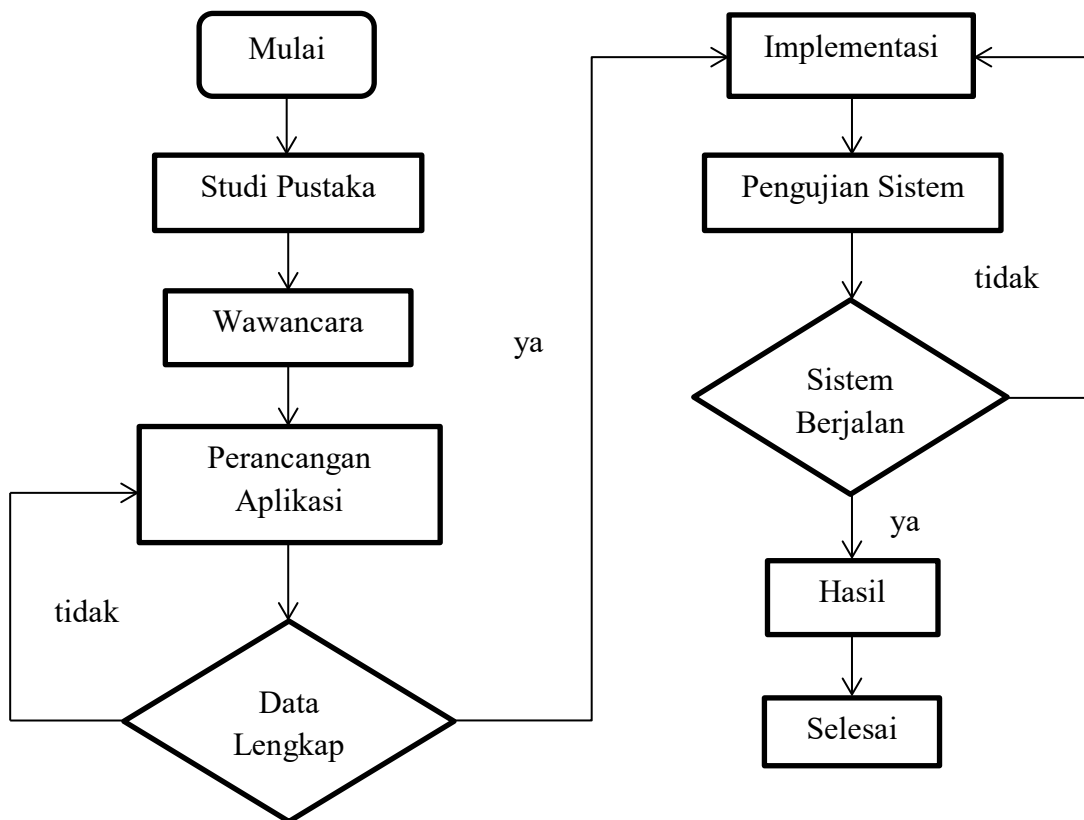 Mulai
Studi Pustaka
Wawancara
Perancangan
Aplikasi
tidak
Data
Lengkap
ya
Implementasi
Pengujian Sistem
tidak
Sistem
Berjalan
ya
Hasil
Selesai